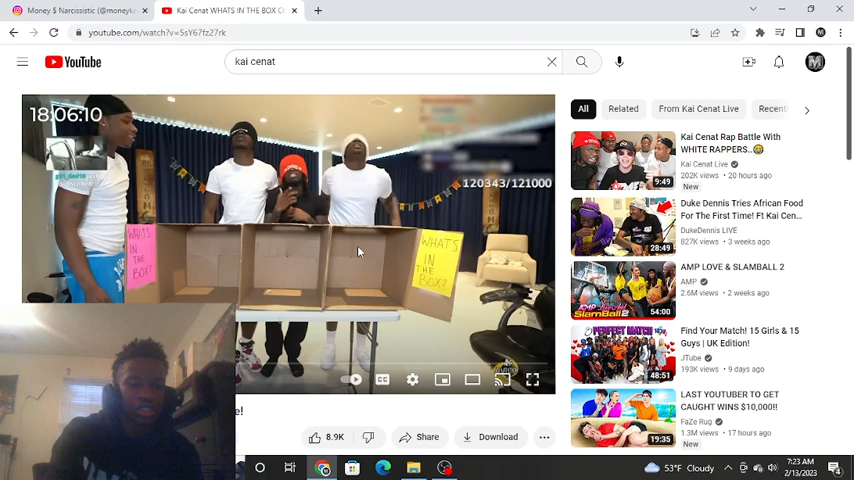 Money $ Narcissistic (@moneyk
Kai Cenat WHATS IN THE BOX C
youtube.com/watch?v=5sY67fz27rk
YouTube
kai cenat
18:06:10
120343/121000
WHATS
IN
THE
BOX?
WHATS
IN
THE
BOX?
CC
e!
8.9K
Share
Download
All
Related
From Kai Cenat Live
Recent
Kai Cenat Rap Battle With
WHITE RAPPERS..😂
Kai Cenat Live
202K views • 20 hours ago
New
9:49
Duke Dennis Tries African Food
For The First Time! Ft Kai Cen...
DukeDennis LIVE
827K views • 3 weeks ago
28:49
AMP LOVE & SLAMBALL 2
AMP
2.6M views • 2 weeks ago
54:00
Find Your Match! 15 Girls & 15
Guys | UK Edition!
JTube
193K views • 9 days ago
48:51
LAST YOUTUBER TO GET
CAUGHT WINS $10,000!!
FaZe Rug
1.3M views • 17 hours ago
New
19:35
53°F Cloudy
7:23 AM
2/13/2023